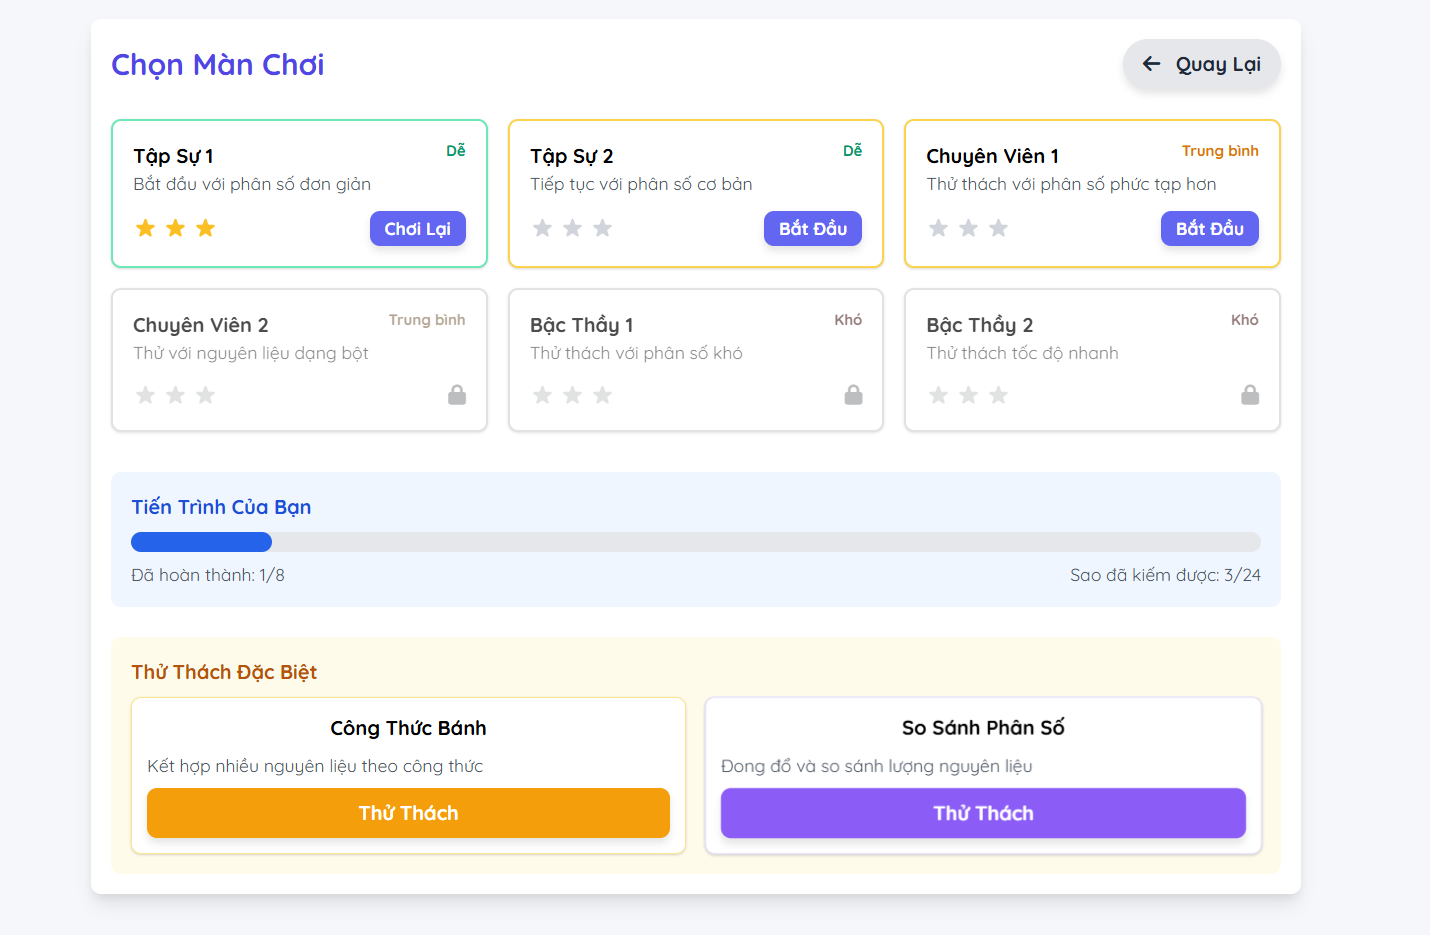 Chọn Màn Chơi
Quay Lại
Tập Sự 1
Dễ
Bắt đầu với phân số đơn giản
Chơi Lại
Tập Sự 2
Dễ
Tiếp tục với phân số cơ bản
Bắt Đầu
Chuyên Viên 1
Trung bình
Thử thách với phân số phức tạp hơn
Bắt Đầu
Chuyên Viên 2
Trung bình
Thử với nguyên liệu dạng bột
Bậc Thầy 1
Khó
Thử thách với phân số khó
Bậc Thầy 2
Khó
Thử thách tốc độ nhanh
Tiến Trình Của Bạn
Đã hoàn thành: 1/8
Sao đã kiếm được: 3/24
Thử Thách Đặc Biệt
Công Thức Bánh
Kết hợp nhiều nguyên liệu theo công thức
Thử Thách
So Sánh Phân Số
Đong đổ và so sánh lượng nguyên liệu
Thử Thách